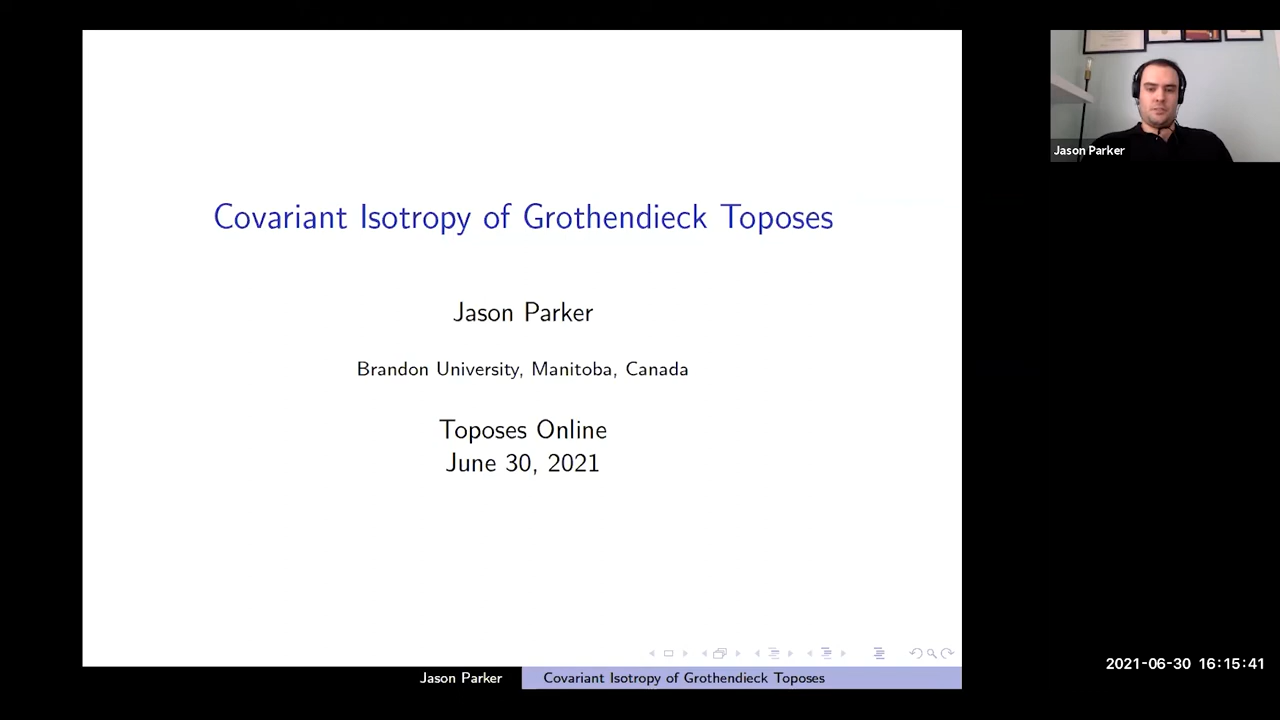 Covariant Isotropy of Grothendieck Toposes
Jason Parker
Brandon University, Manitoba, Canada
Toposes Online
June 30, 2021
Jason Parker
Covariant Isotropy of Grothendieck Toposes
Jason Parker
2021-06-30 16:15:41